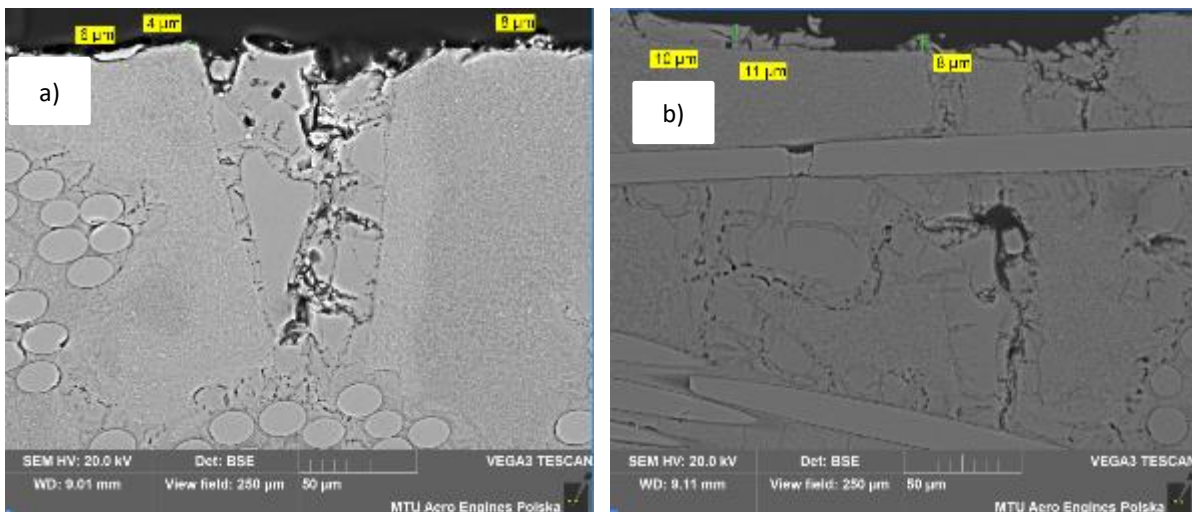 6 µm
4 µm
8 µm
a)
SEM HV: 20.0 kV
Det: BSE
VEGA3 TESCAN
WD: 9.01 mm
View field: 250 µm
50 µm
MTU Aero Engines Polska
10 µm
11 µm
8 µm
b)
SEM HV: 20.0 kV
Det: BSE
VEGA3 TESCAN
WD: 9.11 mm
View field: 250 µm
50 µm
MTU Aero Engines Polska